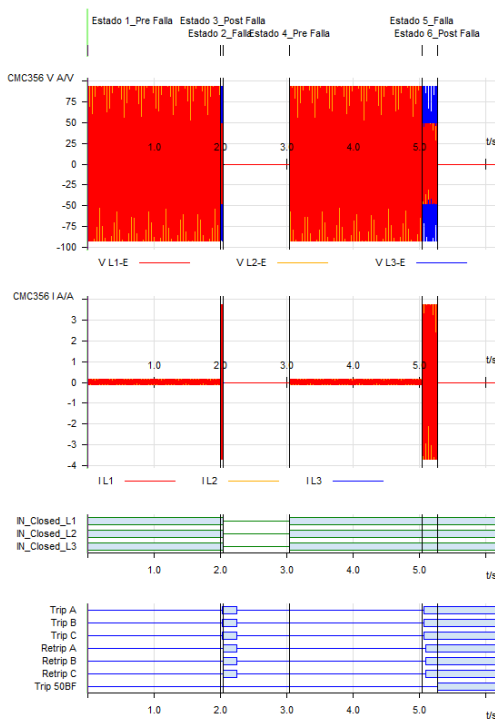 Estado 1_Pre Falla Estado 3_Post Falla Estado 5_Falla
Estado 2_Falla Estado 4_Pre Falla Estado 6_Post Falla
CMC356 V A/V
75
50
25
0
-25
-50
-75
-100
1.0 2.0 3.0 4.0 5.0 t/s
V L1-E V L2-E V L3-E
CMC356 I A/A
3
2
1
0
-1
-2
-3
-4
1.0 2.0 3.0 4.0 5.0 t/s
I L1 I L2 I L3
IN_Closed_L1
IN_Closed_L2
IN_Closed_L3
1.0 2.0 3.0 4.0 5.0 t/s
Trip A
Trip B
Trip C
Retrip A
Retrip B
Retrip C
Trip 50BF
1.0 2.0 3.0 4.0 5.0 t/s